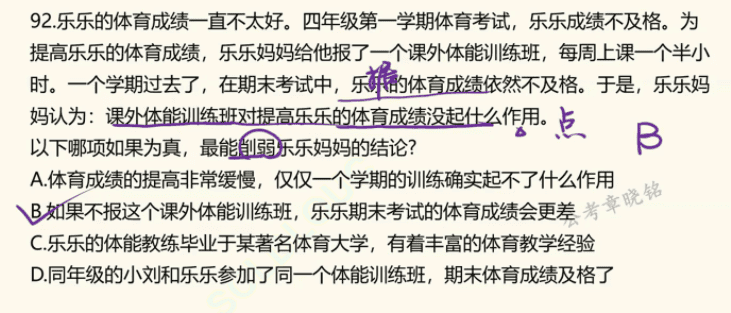 92.乐乐的体育成绩一直不太好。四年级第一学期体育考试，乐乐成绩不及格。为
提高乐乐的体育成绩，乐乐妈妈给他报了一个课外体能训练班，每周上课一个半小
时。一个学期过去了，在期末考试中，乐乐的体育成绩依然不及格。于是，乐乐妈
妈认为：课外体能训练班对提高乐乐的体育成绩没起什么作用。
据
点
B
以下哪项如果为真，最能削弱乐乐妈妈的结论?
A.体育成绩的提高非常缓慢，仅仅一个学期的训练确实起不了什么作用
B.如果不报这个课外体能训练班，乐乐期末考试的体育成绩会更差
C.乐乐的体能教练毕业于某著名体育大学，有着丰富的体育教学经验
D.同年级的小刘和乐乐参加了同一个体能训练班，期末体育成绩及格了
公考章晓铭